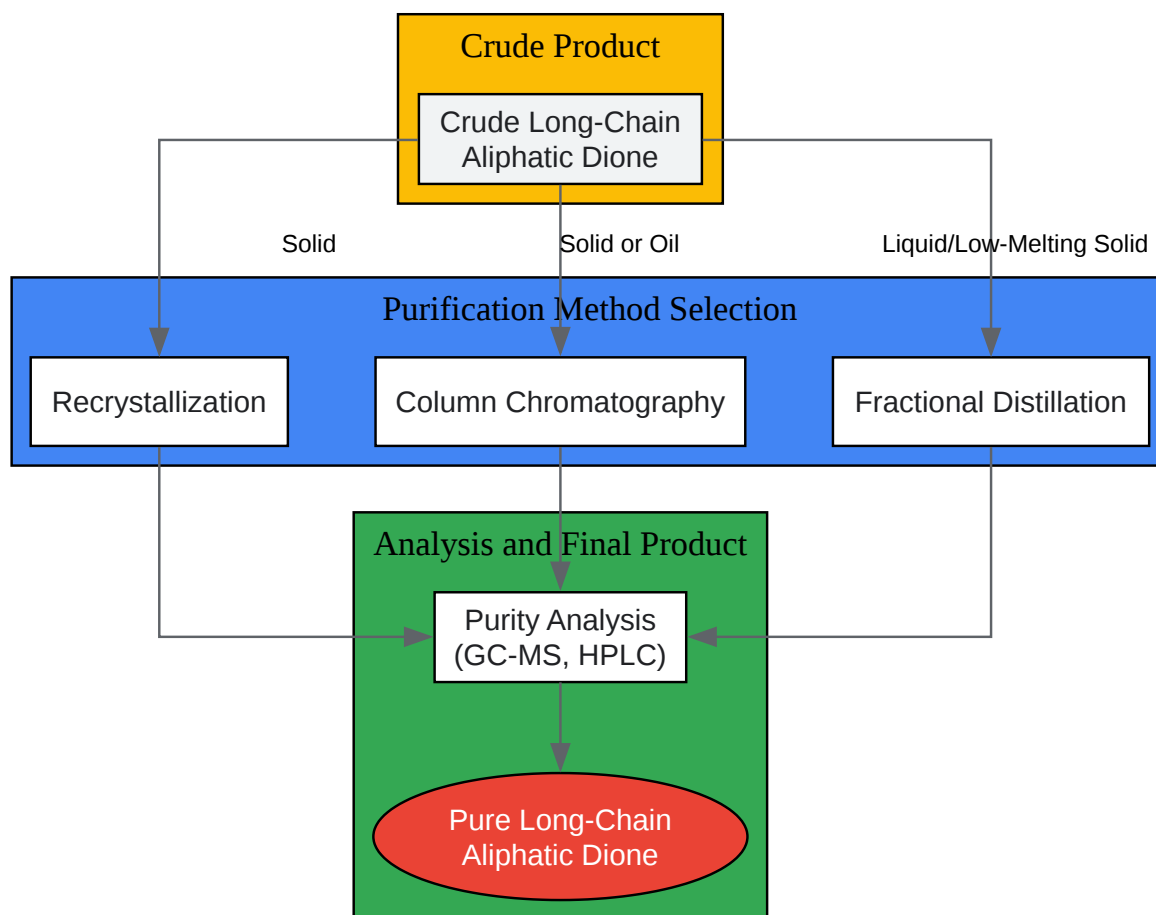 Crude Product
Crude Long-Chain
Aliphatic Dione
Solid
Solid or Oil
Liquid/Low-Melting Solid
Purification Method Selection
Recrystallization
Column Chromatography
Fractional Distillation
Analysis and Final Product
Purity Analysis
(GC-MS, HPLC)
Pure Long-Chain
Aliphatic Dione